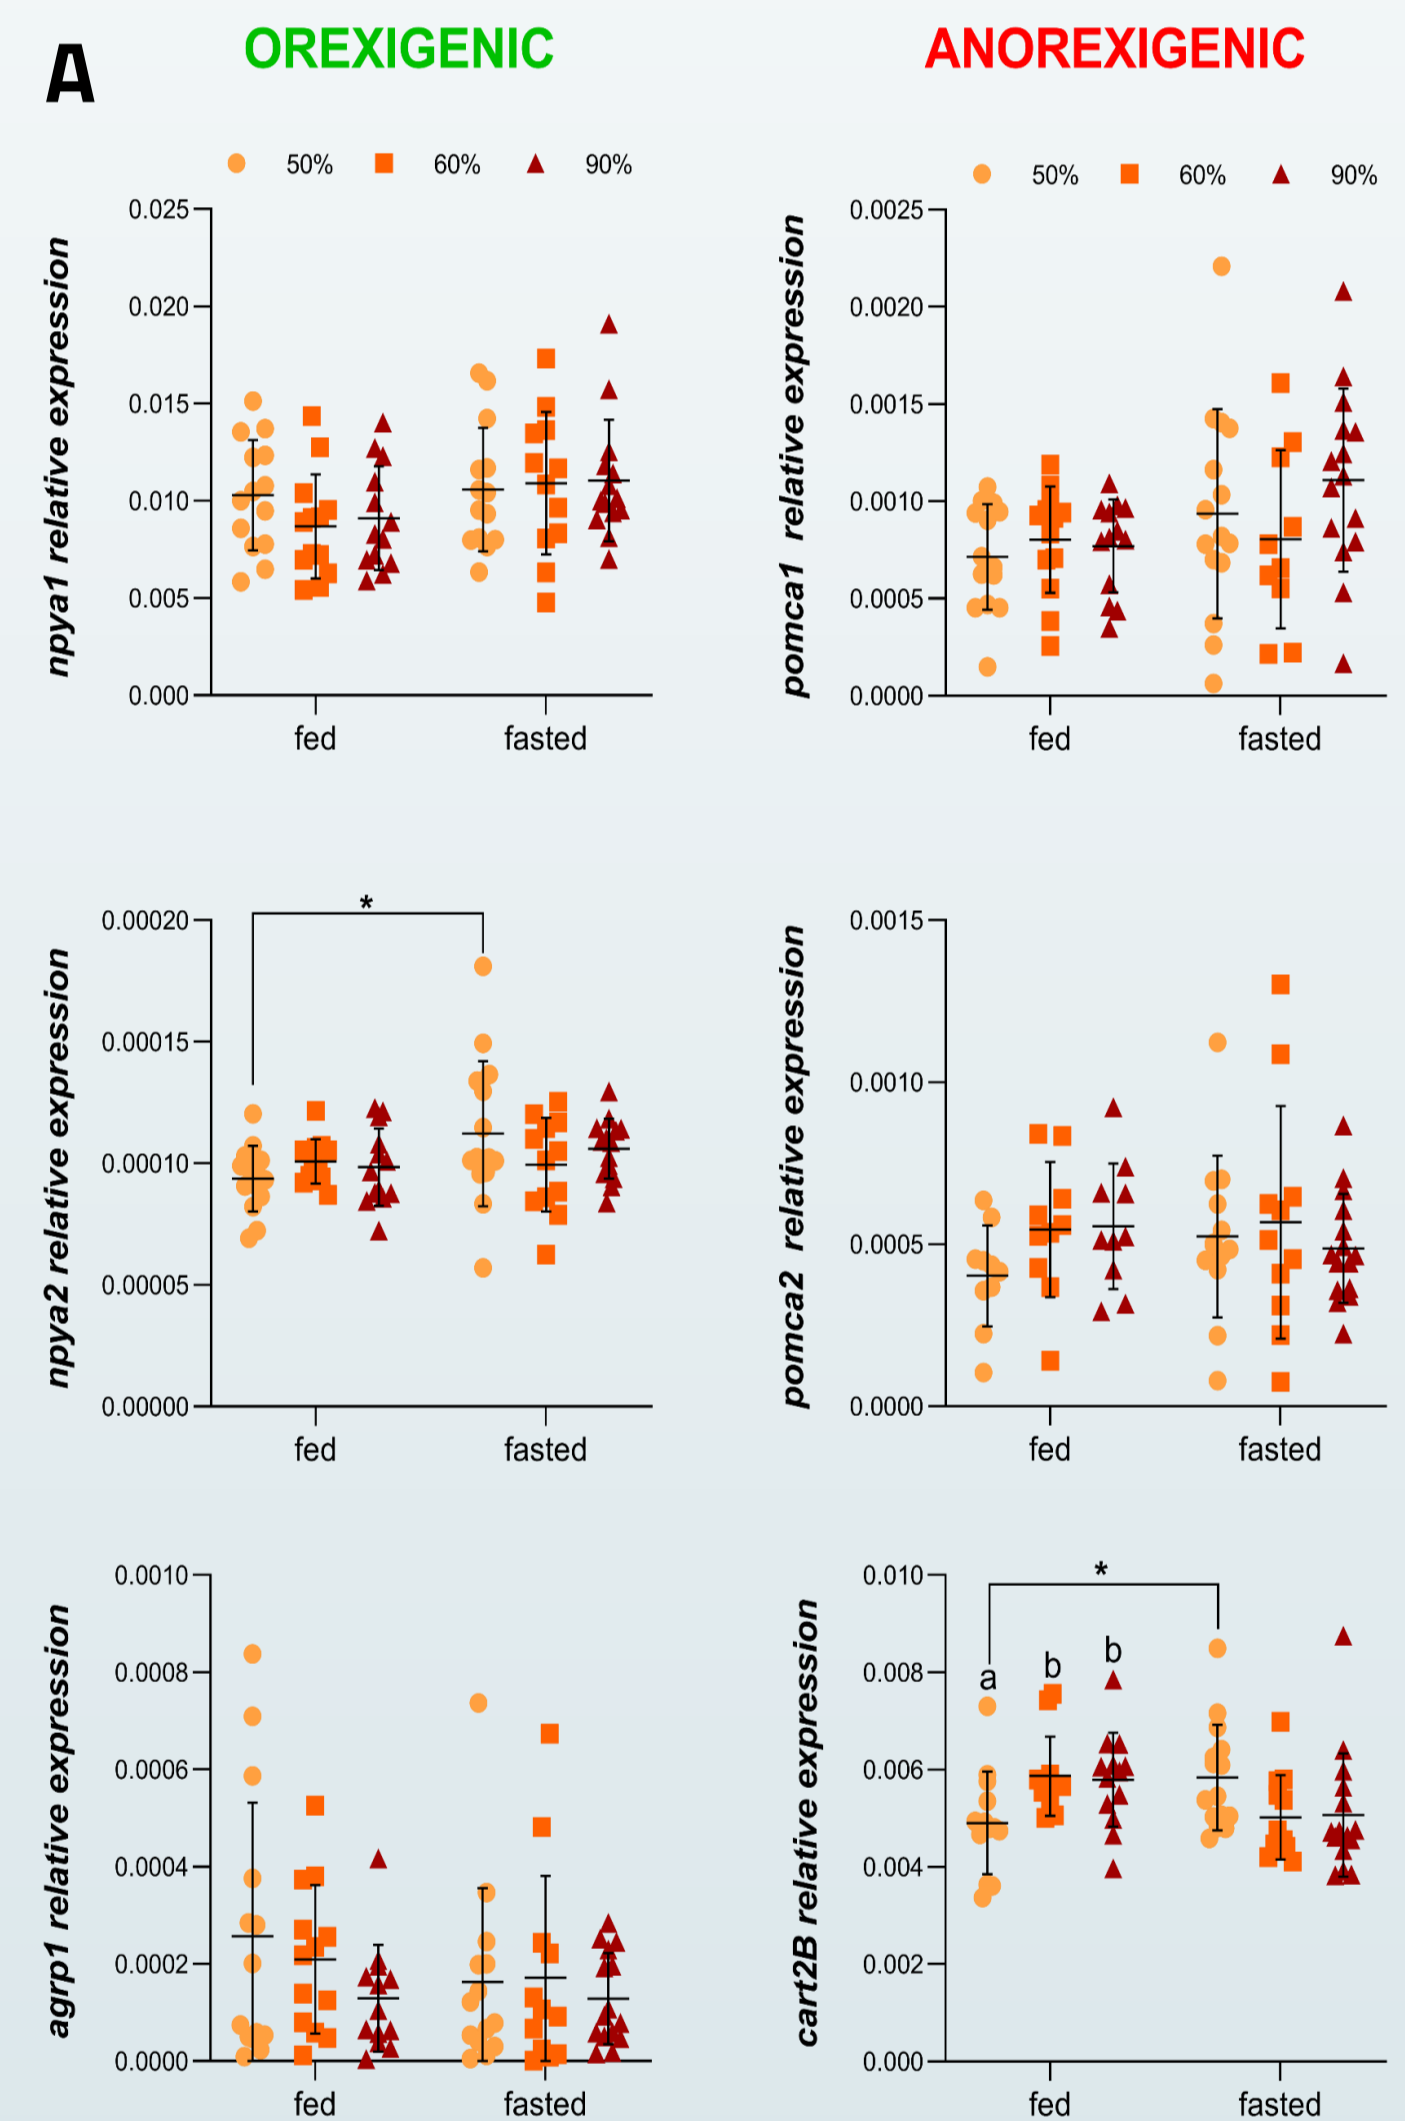 A
OREXIGENIC
ANOREXIGENIC
50% 60% 90%
50% 60% 90%
npya1 relative expression
0.025
0.020
0.015
0.010
0.005
0.000
fed fasted
pomca1 relative expression
0.0025
0.0020
0.0015
0.0010
0.0005
0.0000
fed fasted
npya2 relative expression
0.00020
0.00015
0.00010
0.00005
0.00000
*
fed fasted
pomca2 relative expression
0.0015
0.0010
0.0005
0.0000
fed fasted
agrp1 relative expression
0.0010
0.0008
0.0006
0.0004
0.0002
0.0000
fed fasted
cart2B relative expression
0.010
0.008
0.006
0.004
0.002
0.000
*
a b b
fed fasted